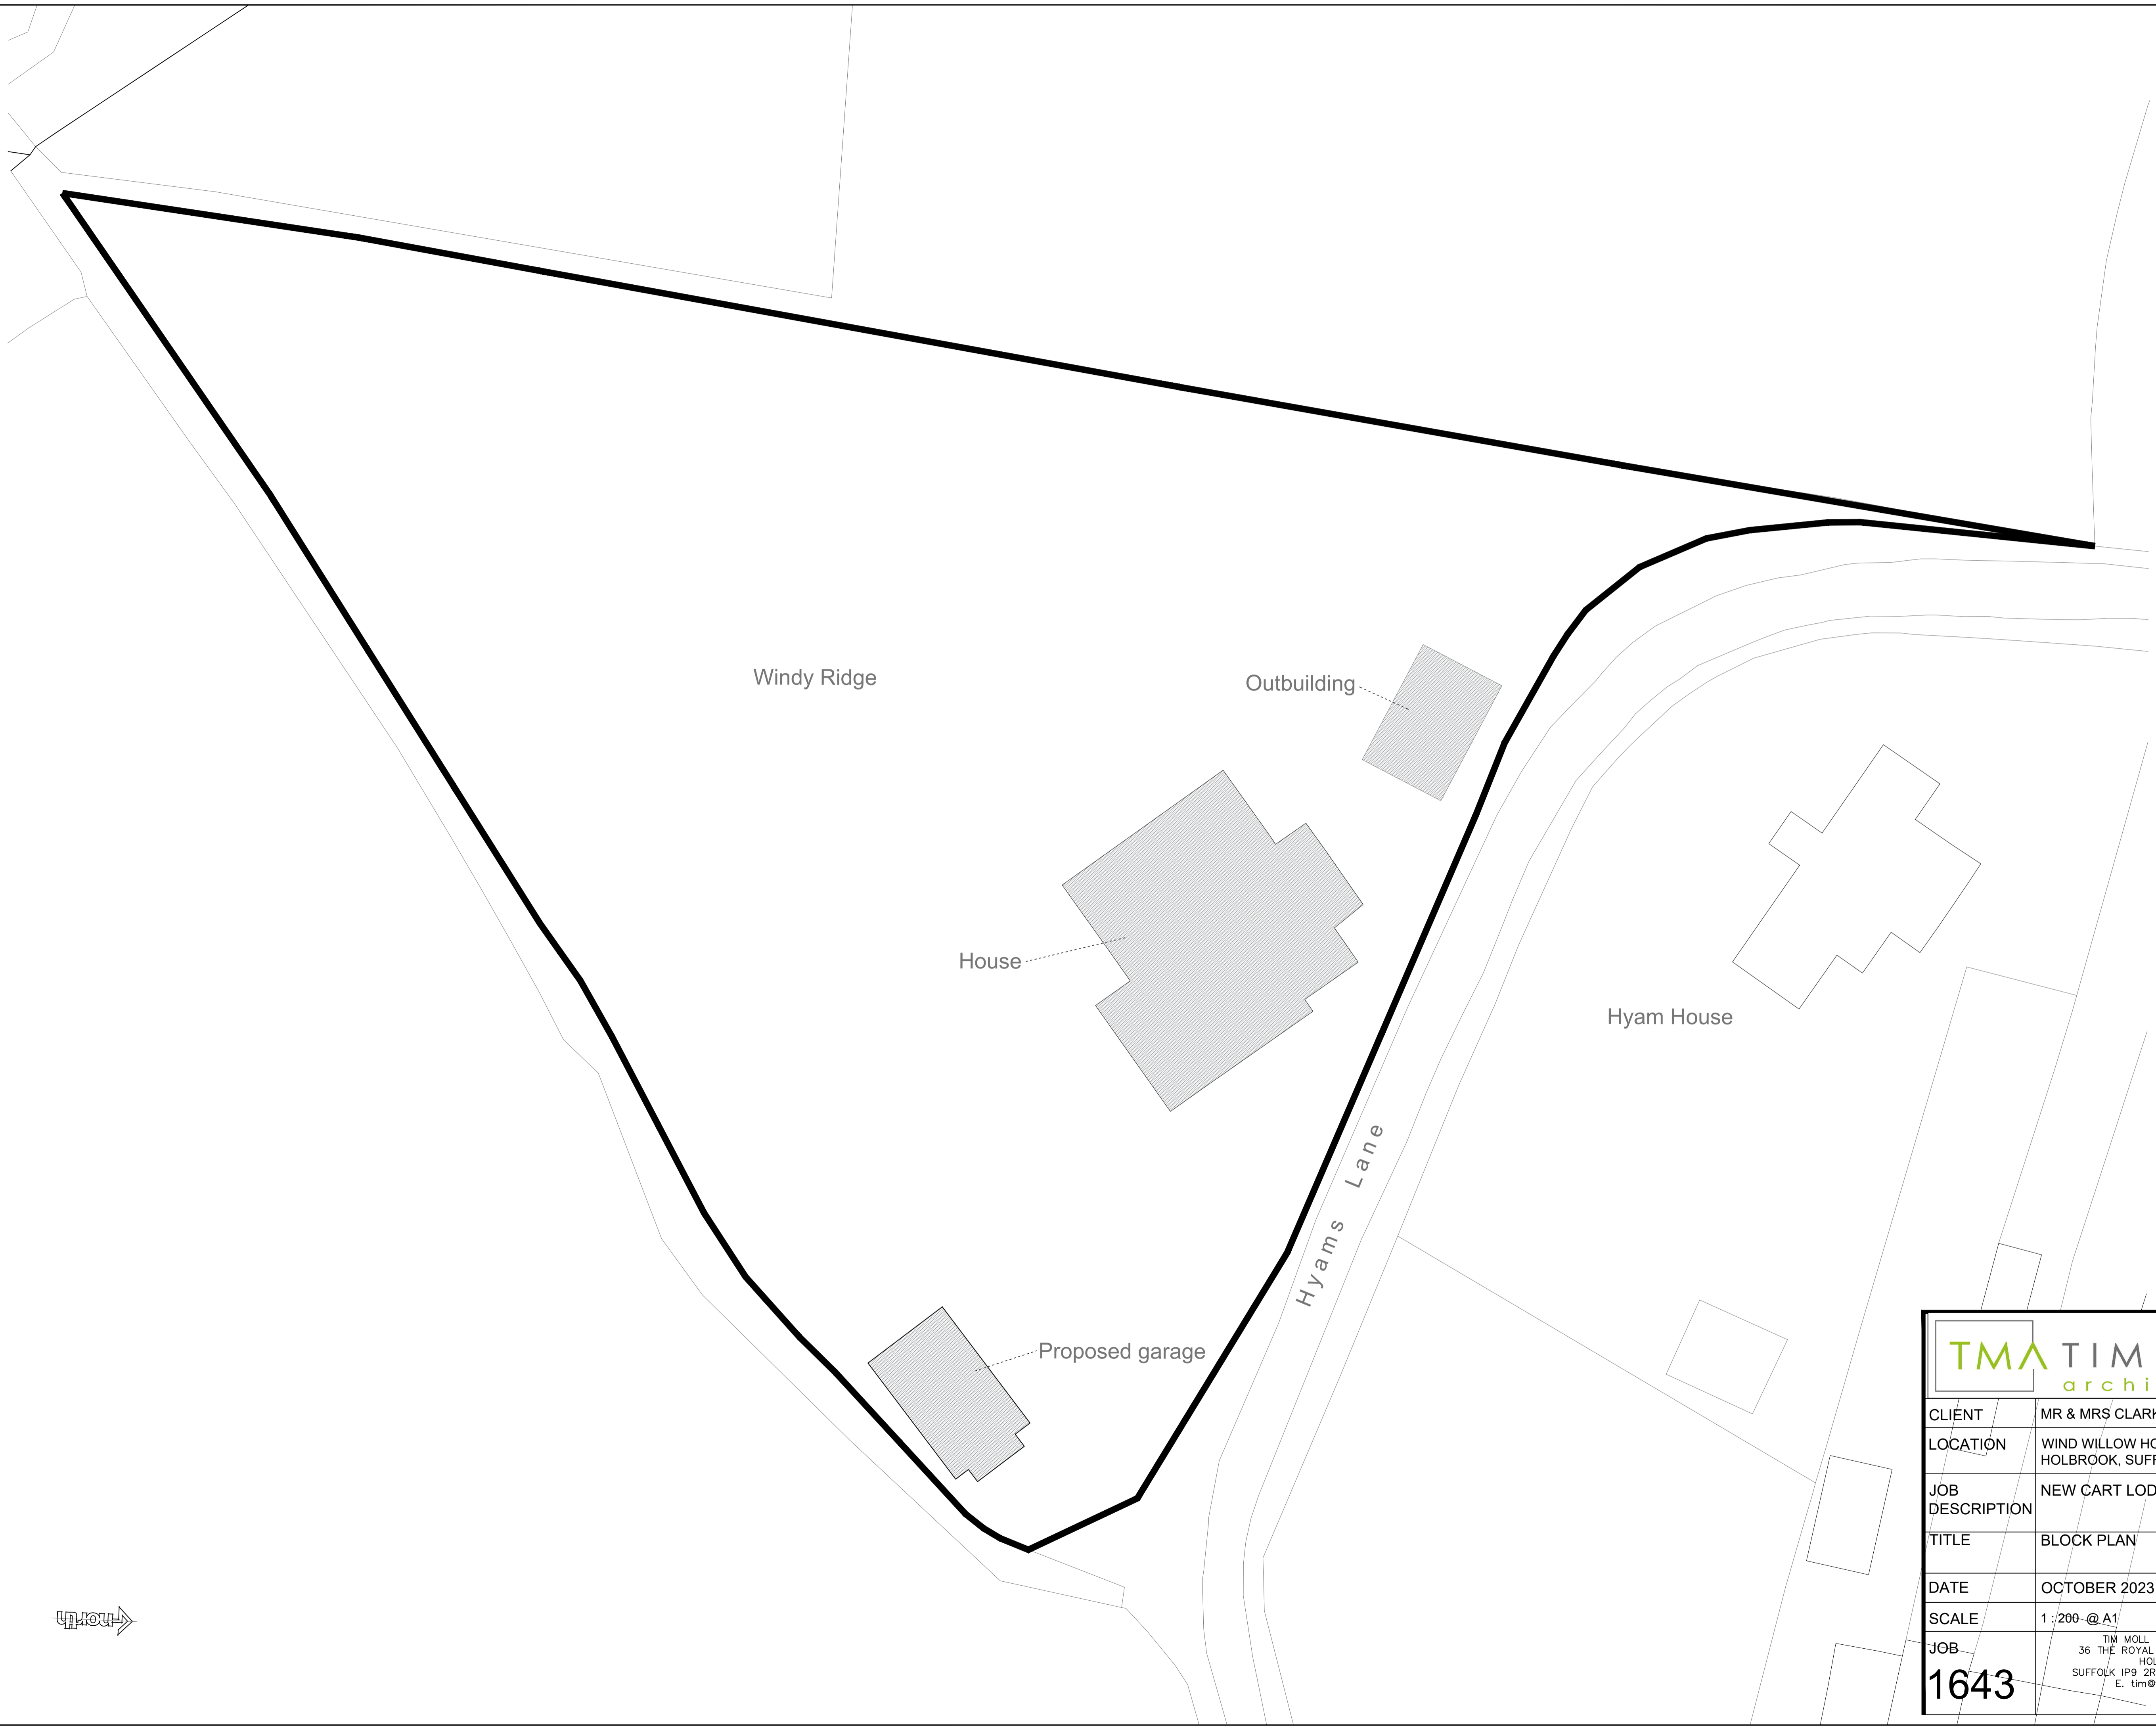 Windy Ridge
Outbuilding
House
Hyam House
Hyams Lane
Proposed garage
north
TMA TIM
archi
CLIENT MR & MRS CLARK
LOCATION WIND WILLOW HO
HOLBROOK, SUFF
JOB DESCRIPTION NEW CART LOD
TITLE BLOCK PLAN
DATE OCTOBER 2023
SCALE 1 : 200 @ A1
JOB
1643
TIM MOLL
36 THE ROYAL
HOL
SUFFOLK IP9 2R
E. tim@